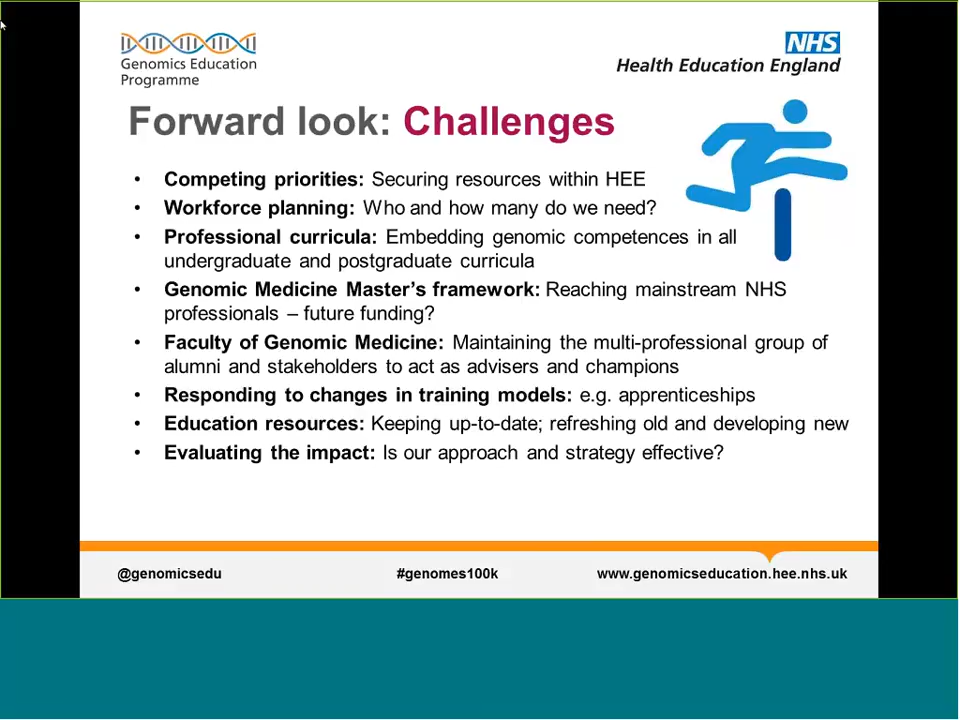 Genomics Education
Programme
NHS
Health Education England
Forward look: Challenges
• Competing priorities: Securing resources within HEE
• Workforce planning: Who and how many do we need?
• Professional curricula: Embedding genomic competences in all
undergraduate and postgraduate curricula
• Genomic Medicine Master's framework: Reaching mainstream NHS
professionals – future funding?
• Faculty of Genomic Medicine: Maintaining the multi-professional group of
alumni and stakeholders to act as advisers and champions
• Responding to changes in training models: e.g. apprenticeships
• Education resources: Keeping up-to-date; refreshing old and developing new
• Evaluating the impact: Is our approach and strategy effective?
@genomicsedu #genomes100k www.genomicseducation.hee.nhs.uk